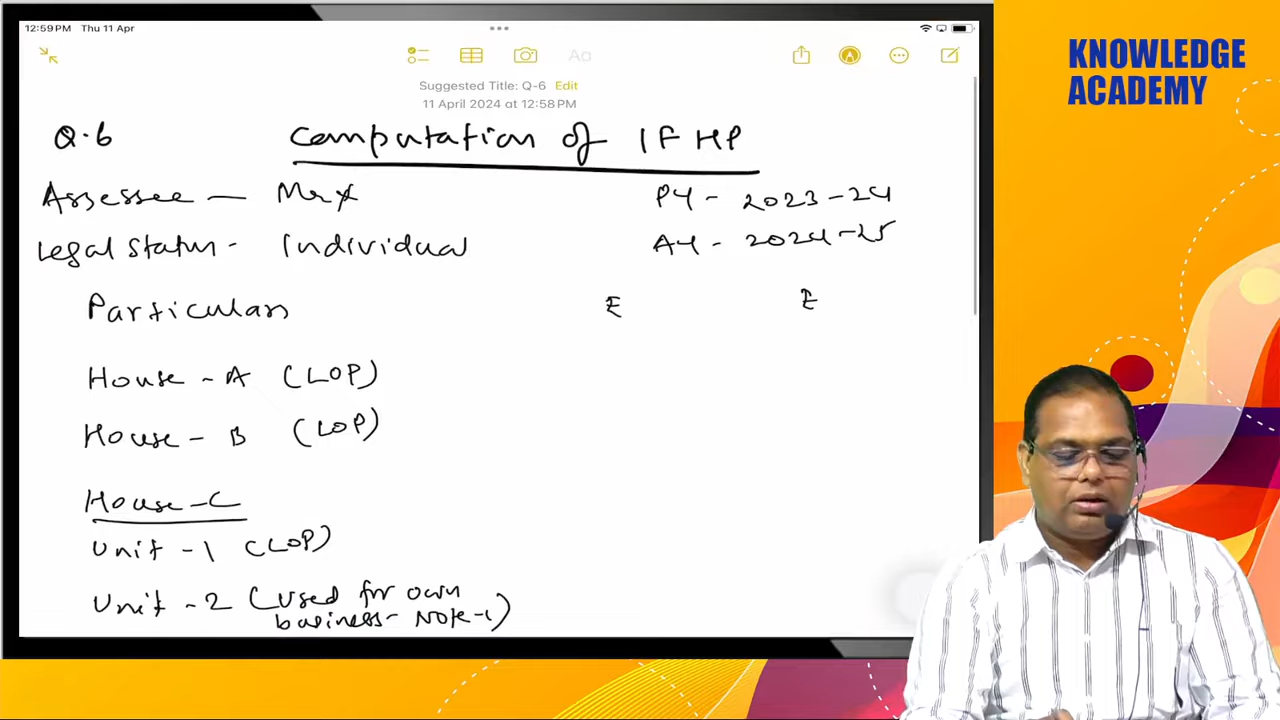 12:59 PM Thu 11 Apr
Suggested Title: Q-6 Edit
11 April 2024 at 12:58 PM
KNOWLEDGE
ACADEMY
Q.6 Computation of IFHP
Assessee — Mr X PY - 2023-24
Legal Status - Individual AY - 2024-25
Particulars ₹ ₹
House - A (LOP)
House - B (LOP)
House - C
Unit - 1 (LOP)
Unit - 2 (Used for own
business - Note-1)